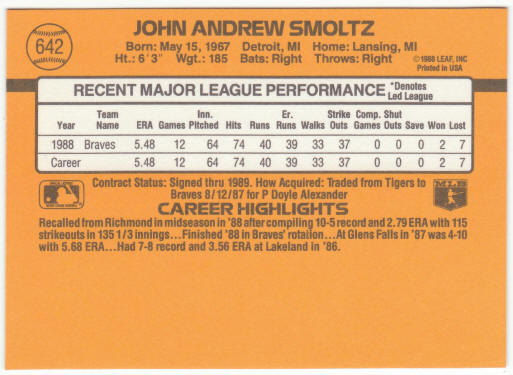 642
JOHN ANDREW SMOLTZ
Born: May 15, 1967 Detroit, MI Home: Lansing, MI
Ht.: 6'3" Wgt.: 185 Bats: Right Throws: Right
©1988 LEAF, INC
Printed in USA
RECENT MAJOR LEAGUE PERFORMANCE *Denotes Led League
Year Team Name ERA Games Inn. Pitched Hits Runs Er. Runs Walks Strike Outs Comp. Games Shut Outs Save Won Lost
1988 Braves 5.48 12 64 74 40 39 33 37 0 0 0 2 7
Career 5.48 12 64 74 40 39 33 37 0 0 0 2 7
Contract Status: Signed thru 1989. How Acquired: Traded from Tigers to
Braves 8/12/87 for P Doyle Alexander
MLB
CAREER HIGHLIGHTS
Recalled from Richmond in midseason in '88 after compiling 10-5 record and 2.79 ERA with 115
strikeouts in 135 1/3 innings...Finished '88 in Braves' rotation...At Glens Falls in '87 was 4-10
with 5.68 ERA...Had 7-8 record and 3.56 ERA at Lakeland in '86.